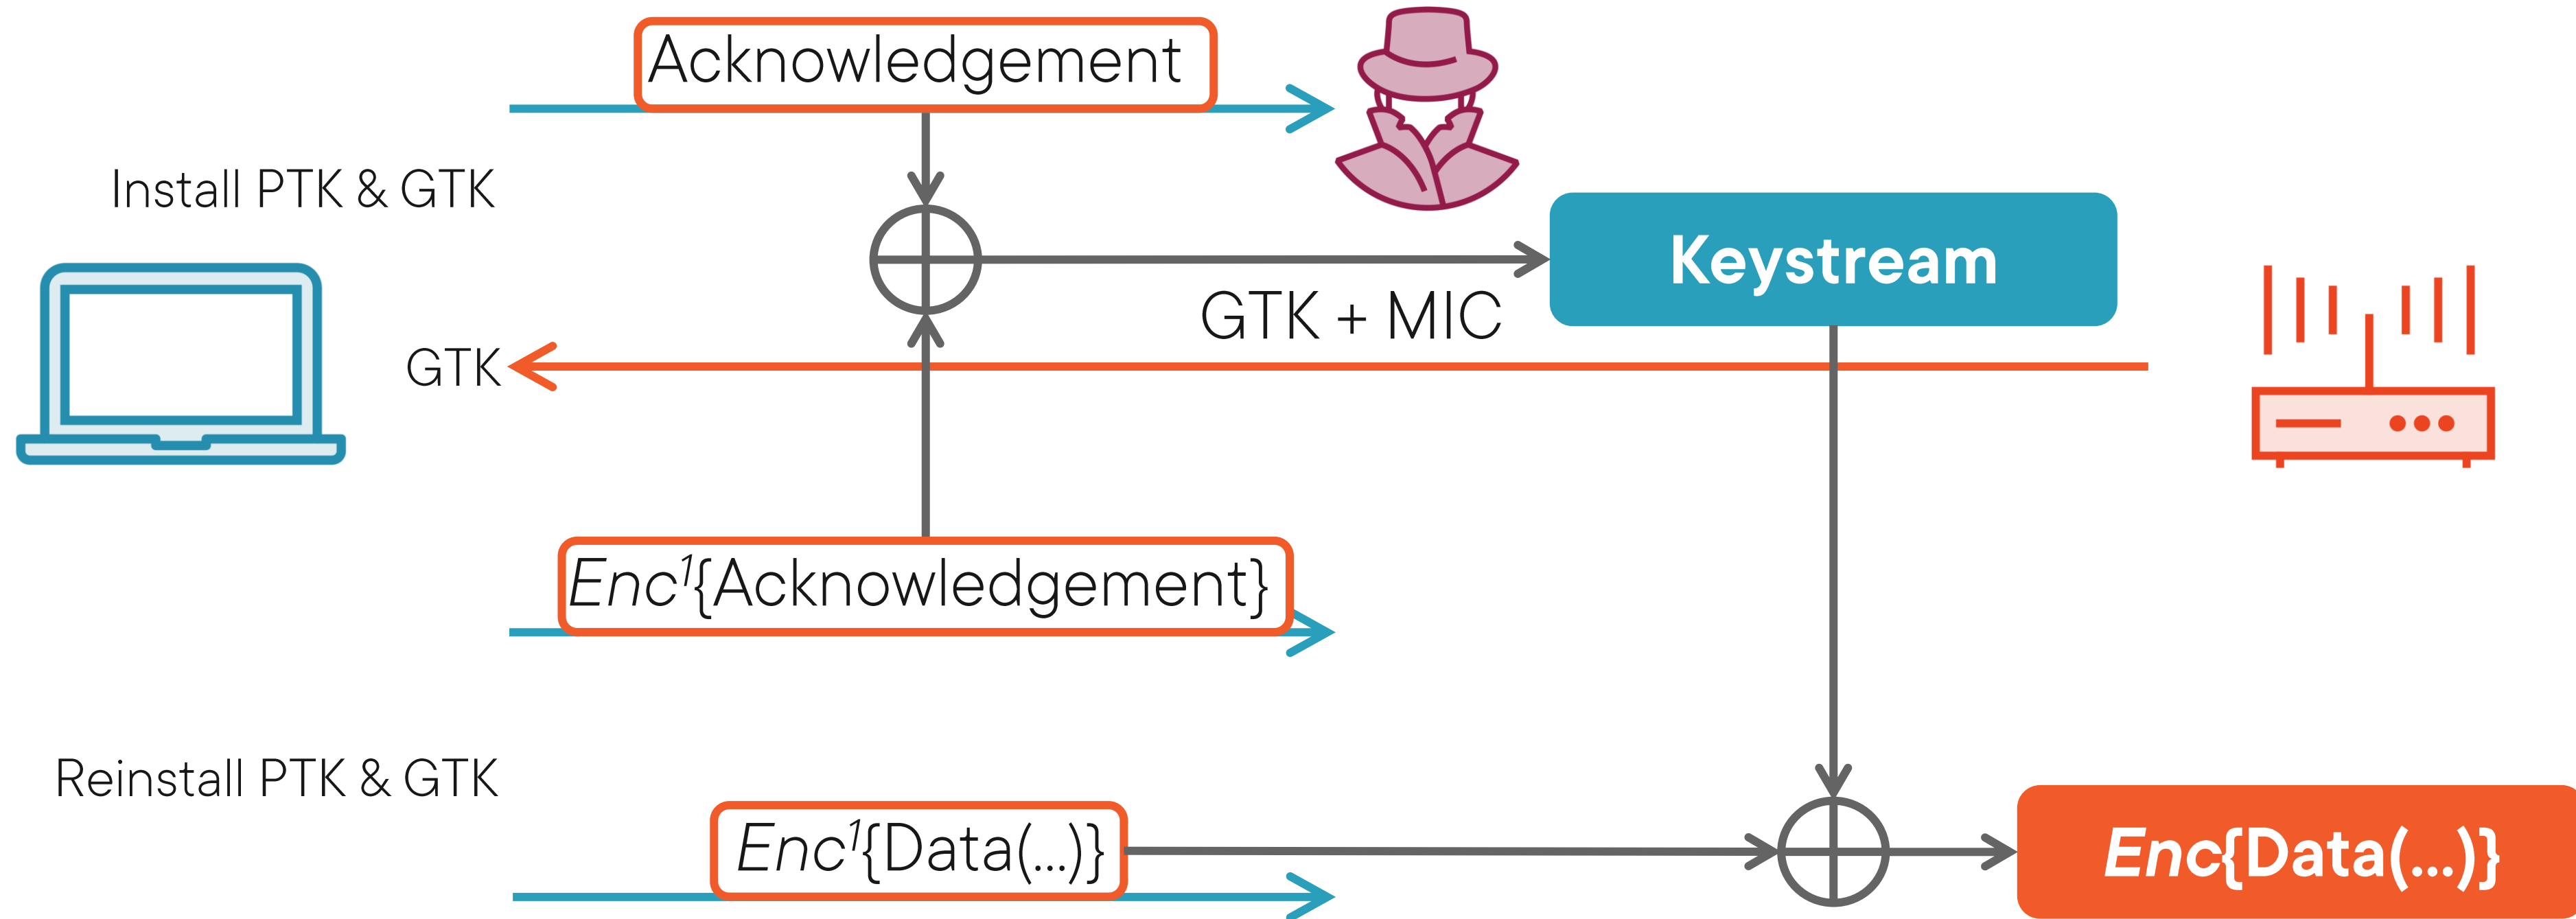 Acknowledgement
Install PTK & GTK
Keystream
GTK + MIC
GTK
Enc¹{Acknowledgement}
Reinstall PTK & GTK
Enc¹{Data(...)}
Enc{Data(...)}